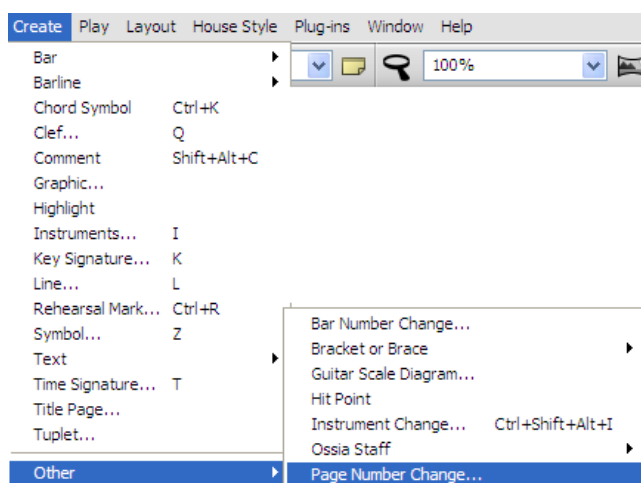 Create Play Layout House Style Plug-ins Window Help
100%
Bar
Barline
Chord Symbol Ctrl+K
Clef... Q
Comment Shift+Alt+C
Graphic...
Highlight
Instruments... I
Key Signature... K
Line... L
Rehearsal Mark... Ctrl+R
Symbol... Z
Text
Time Signature... T
Title Page...
Tuplet...
Other
Bar Number Change...
Bracket or Brace
Guitar Scale Diagram...
Hit Point
Instrument Change... Ctrl+Shift+Alt+I
Ossia Staff
Page Number Change...